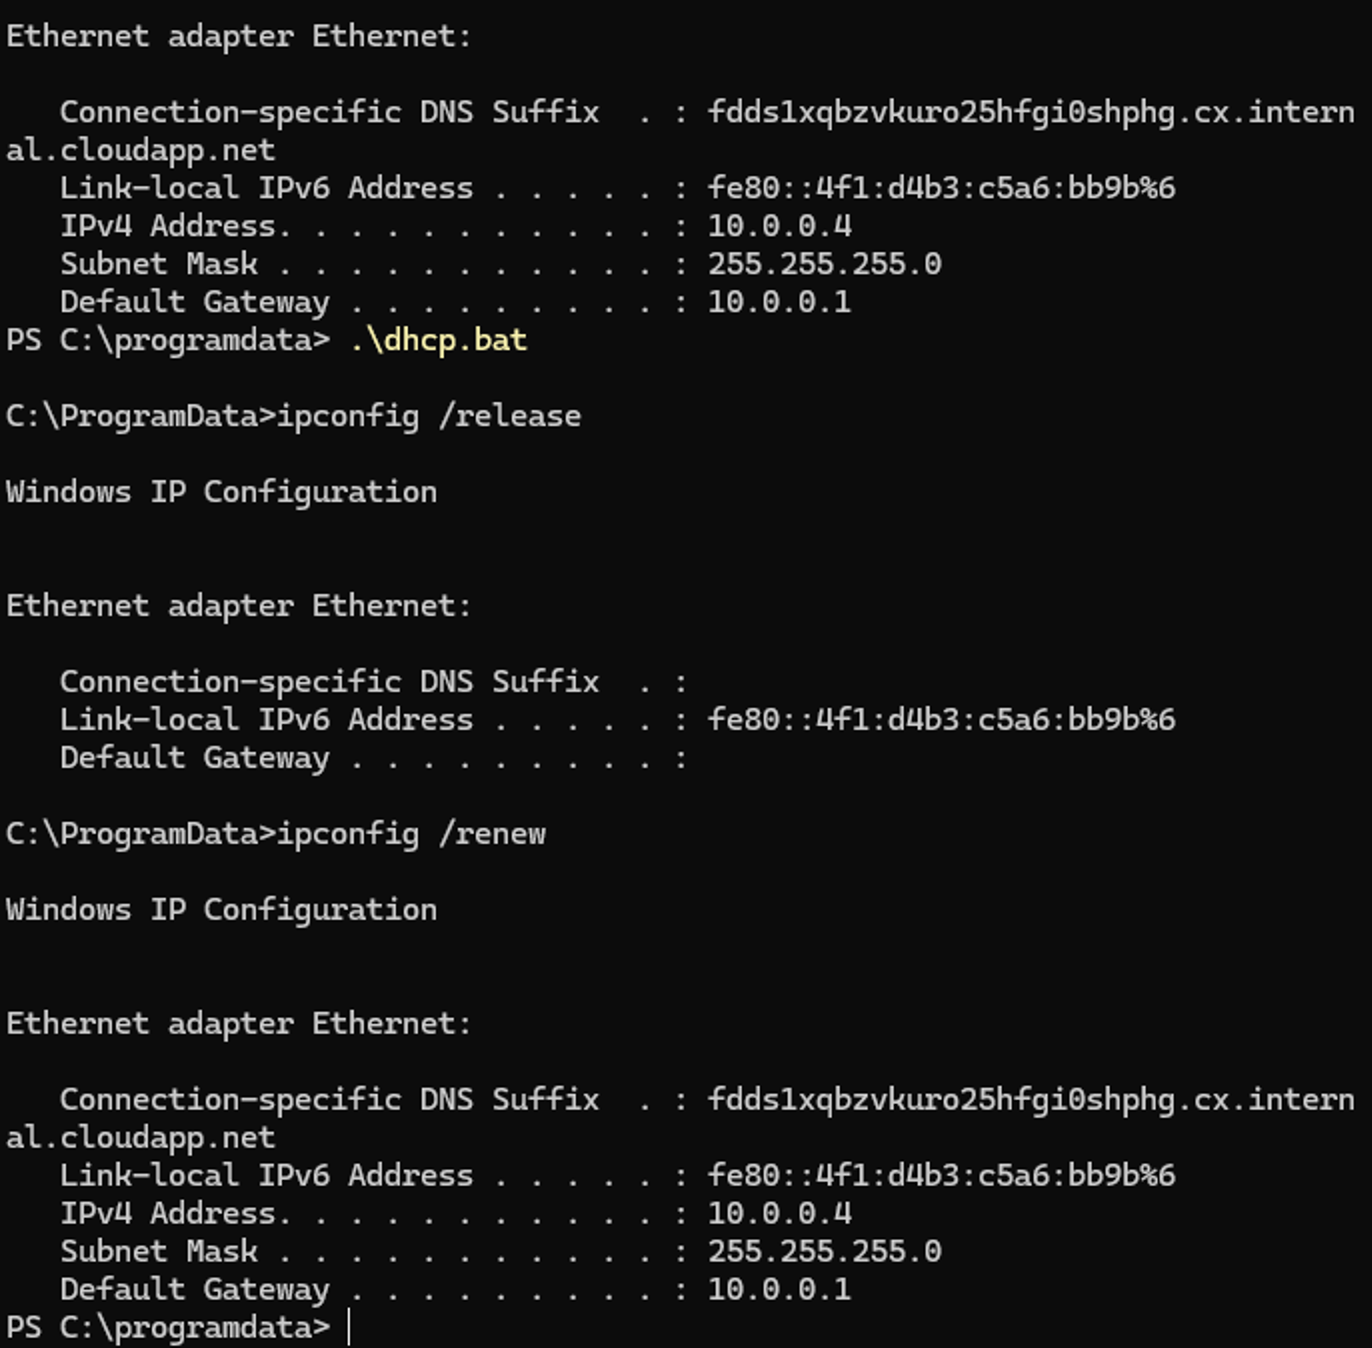 Ethernet adapter Ethernet:
   Connection-specific DNS Suffix  . : fdds1xqbzvkuro25hfgi0shphg.cx.intern
al.cloudapp.net
   Link-local IPv6 Address . . . . . : fe80::4f1:d4b3:c5a6:bb9b%6
   IPv4 Address. . . . . . . . . . . : 10.0.0.4
   Subnet Mask . . . . . . . . . . . : 255.255.255.0
   Default Gateway . . . . . . . . . : 10.0.0.1
PS C:\programdata> .\dhcp.bat
C:\ProgramData>ipconfig /release
Windows IP Configuration
Ethernet adapter Ethernet:
   Connection-specific DNS Suffix  . :
   Link-local IPv6 Address . . . . . : fe80::4f1:d4b3:c5a6:bb9b%6
   Default Gateway . . . . . . . . . :
C:\ProgramData>ipconfig /renew
Windows IP Configuration
Ethernet adapter Ethernet:
   Connection-specific DNS Suffix  . : fdds1xqbzvkuro25hfgi0shphg.cx.intern
al.cloudapp.net
   Link-local IPv6 Address . . . . . : fe80::4f1:d4b3:c5a6:bb9b%6
   IPv4 Address. . . . . . . . . . . : 10.0.0.4
   Subnet Mask . . . . . . . . . . . : 255.255.255.0
   Default Gateway . . . . . . . . . : 10.0.0.1
PS C:\programdata>